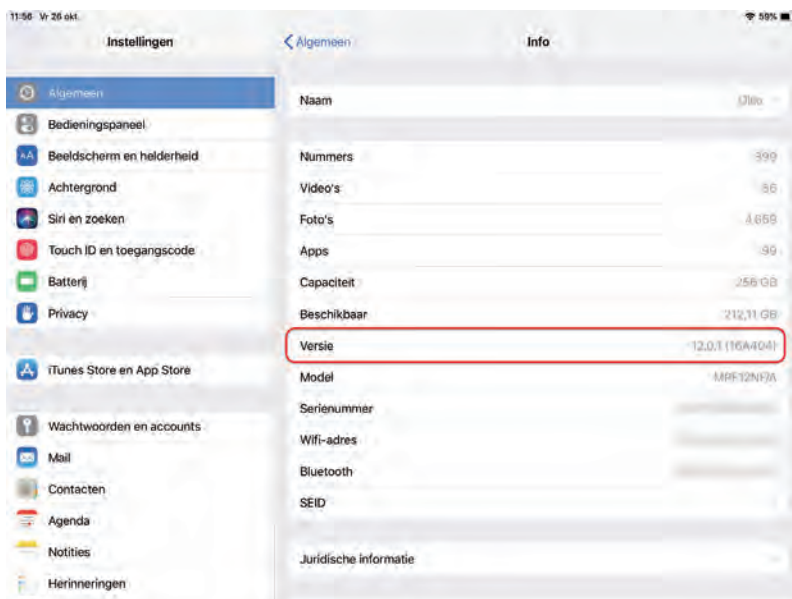 11:56 Vr 26 okt.
59%
Instellingen
Algemeen
Bedieningspaneel
Beeldscherm en helderheid
Achtergrond
Siri en zoeken
Touch ID en toegangscode
Batterij
Privacy
iTunes Store en App Store
Wachtwoorden en accounts
Mail
Contacten
Agenda
Notities
Herinneringen
Algemeen
Info
Naam
Nummers 399
Video's 86
Foto's 4.659
Apps 99
Capaciteit 256 GB
Beschikbaar 212,11 GB
Versie 12.0.1 (16A404)
Model
Serienummer
Wifi-adres
Bluetooth
SEID
Juridische informatie